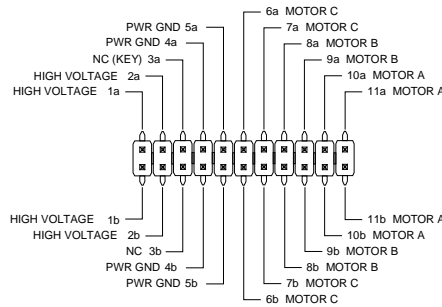 6a MOTOR C
PWR GND 5a
7a MOTOR C
PWR GND 4a
8a MOTOR B
NC (KEY) 3a
9a MOTOR B
HIGH VOLTAGE 2a
10a MOTOR A
HIGH VOLTAGE 1a
11a MOTOR A
HIGH VOLTAGE 1b
11b MOTOR A
HIGH VOLTAGE 2b
10b MOTOR A
NC 3b
9b MOTOR B
PWR GND 4b
8b MOTOR B
PWR GND 5b
7b MOTOR C
6b MOTOR C